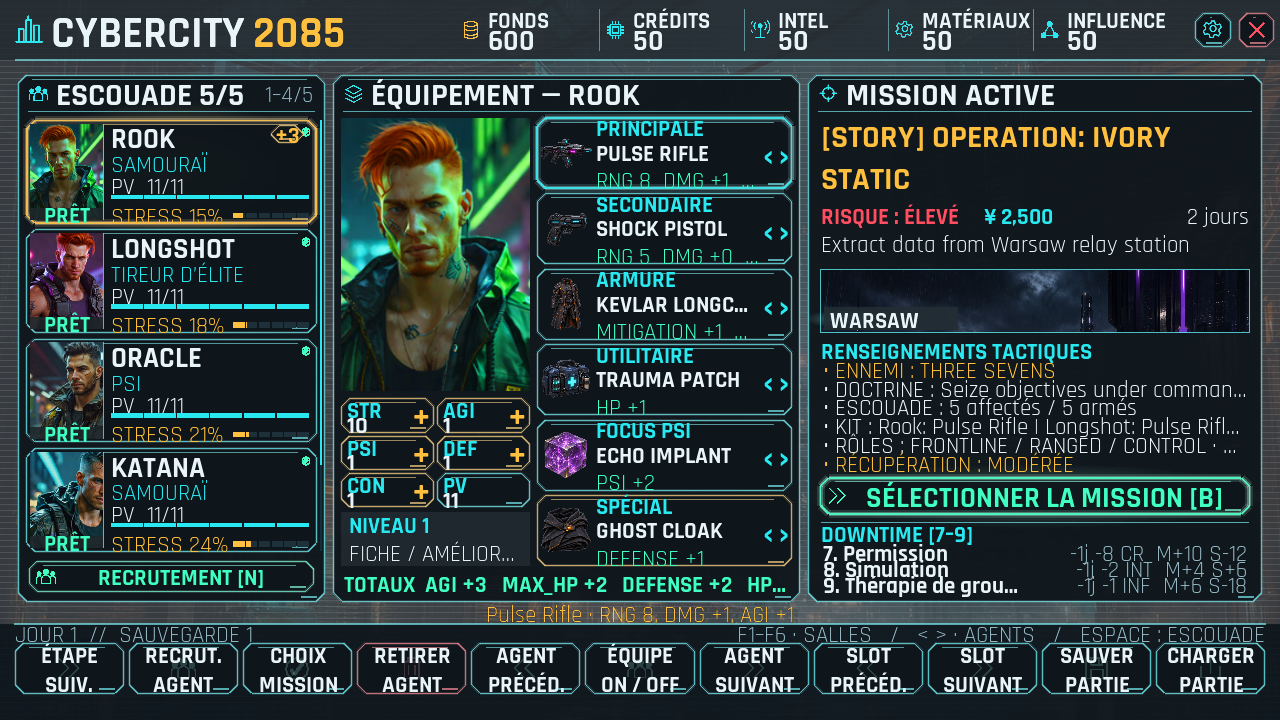 CYBERCITY 2085
FONDS
600
CRÉDITS
50
INTEL
50
MATÉRIAUX
50
INFLUENCE
50
ESCOUADE 5/5
1-4/5
ROOK
+3
SAMOURAÏ
PV 11/11
PRÊT
STRESS 15%
LONGSHOT
TIREUR D'ÉLITE
PV 11/11
PRÊT
STRESS 18%
ORACLE
PSI
PV 11/11
PRÊT
STRESS 21%
KATANA
SAMOURAÏ
PV 11/11
PRÊT
STRESS 24%
RECRUTEMENT [N]
ÉQUIPEMENT — ROOK
STR
10
+
AGI
1
+
PSI
1
+
DEF
1
+
CON
1
+
PV
11
NIVEAU 1
FICHE / AMÉLIOR...
PRINCIPALE
PULSE RIFLE
< >
RNG 8 DMG +1 ...
SECONDAIRE
SHOCK PISTOL
< >
RNG 5 DMG +0 ...
ARMURE
KEVLAR LONGC...
< >
MITIGATION +1 ...
UTILITAIRE
TRAUMA PATCH
< >
HP +1
FOCUS PSI
ECHO IMPLANT
< >
PSI +2
SPÉCIAL
GHOST CLOAK
< >
DEFENSE +1
TOTAUX AGI +3 MAX_HP +2 DEFENSE +2 HP...
MISSION ACTIVE
[STORY] OPERATION: IVORY
STATIC
RISQUE : ÉLEVÉ ¥ 2,500 2 jours
Extract data from Warsaw relay station
WARSAW
RENSEIGNEMENTS TACTIQUES
· ENNEMI : THREE SEVENS
· DOCTRINE : Seize objectives under comman...
· ESCOUADE : 5 affectés / 5 armés
· KIT : Rook: Pulse Rifle | Longshot: Pulse Rifl...
· RÔLES : FRONTLINE / RANGED / CONTROL · ...
· RÉCUPÉRATION : MODÉRÉE
SÉLECTIONNER LA MISSION [B]
DOWNTIME [7-9]
7. Permission -1j -8 CR M+10 S-12
8. Simulation -1j -2 INT M+4 S+6
9. Thérapie de grou... -1j -1 INF M+6 S-18
Pulse Rifle · RNG 8, DMG +1, AGI +1
JOUR 1 // SAUVEGARDE 1
F1-F6 · SALLES / < > · AGENTS / ESPACE : ESCOUADE
ÉTAPE
SUIV.
RECRUT.
AGENT
CHOIX
MISSION
RETIRER
AGENT
AGENT
PRÉCÉD.
ÉQUIPE
ON / OFF
AGENT
SUIVANT
SLOT
PRÉCÉD.
SLOT
SUIVANT
SAUVER
PARTIE
CHARGER
PARTIE